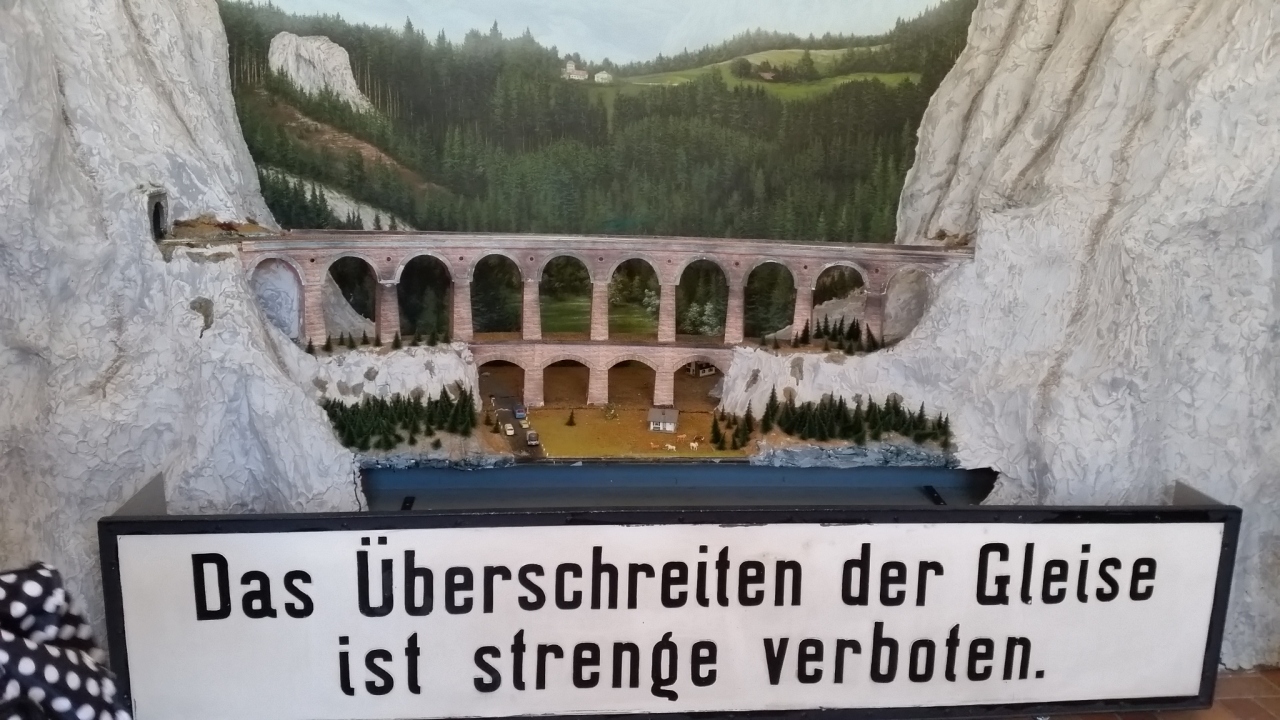 Das Überschreiten der Gleise
ist strenge verboten.